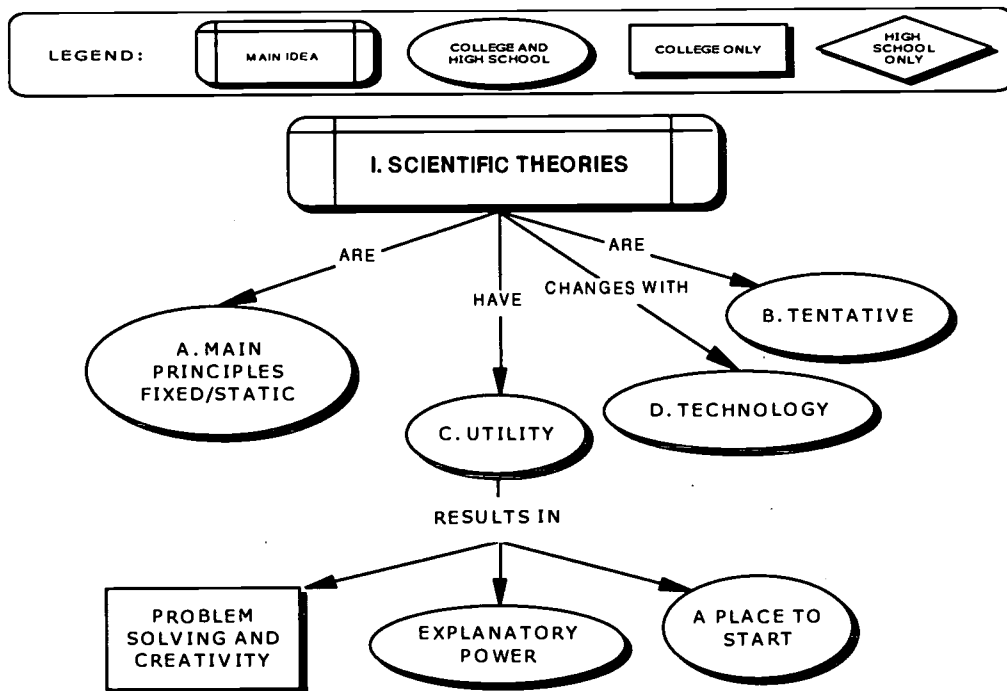 LEGEND:
MAIN IDEA
COLLEGE AND
HIGH SCHOOL
COLLEGE ONLY
HIGH
SCHOOL
ONLY
I. SCIENTIFIC THEORIES
ARE
HAVE
CHANGES WITH
ARE
A. MAIN
PRINCIPLES
FIXED/STATIC
B. TENTATIVE
C. UTILITY
D. TECHNOLOGY
RESULTS IN
PROBLEM
SOLVING AND
CREATIVITY
EXPLANATORY
POWER
A PLACE TO
START